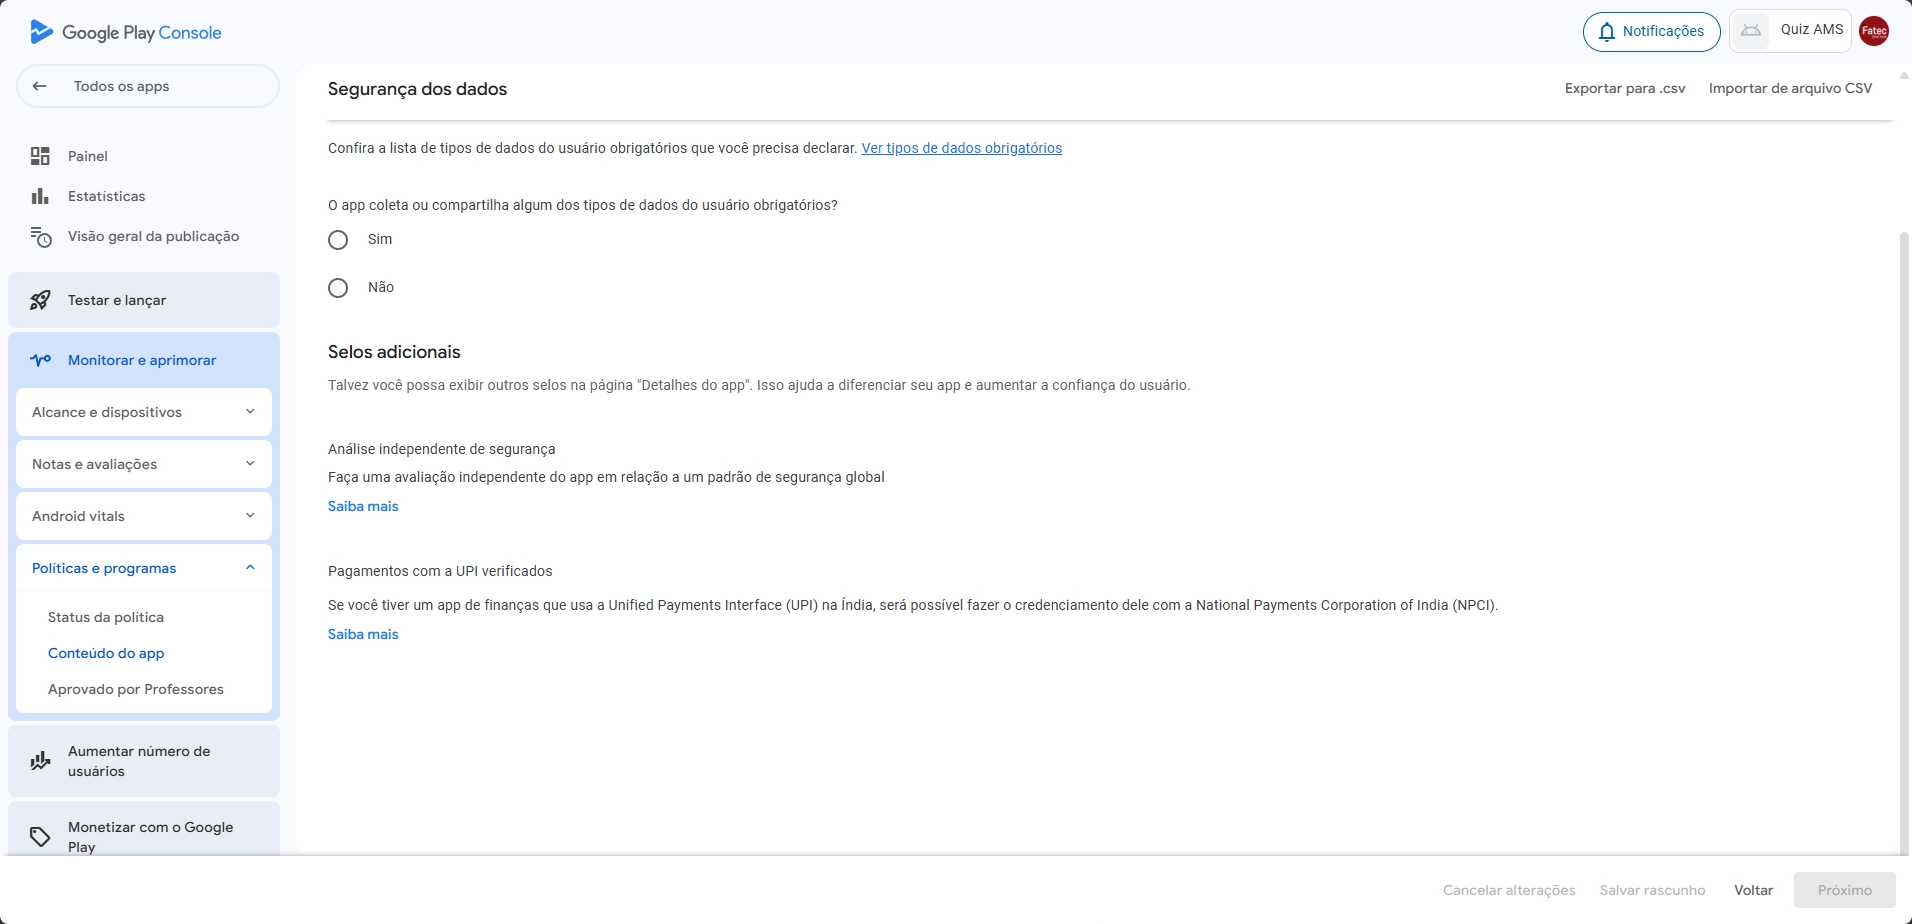 Google Play Console
Notificações
Quiz AMS
Fatec
Todos os apps
Painel
Estatísticas
Visão geral da publicação
Testar e lançar
Monitorar e aprimorar
Alcance e dispositivos
Notas e avaliações
Android vitals
Políticas e programas
Status da política
Conteúdo do app
Aprovado por Professores
Aumentar número de
usuários
Monetizar com o Google
Play
Segurança dos dados
Exportar para .csv
Importar de arquivo CSV
Confira a lista de tipos de dados do usuário obrigatórios que você precisa declarar. Ver tipos de dados obrigatórios
O app coleta ou compartilha algum dos tipos de dados do usuário obrigatórios?
Sim
Não
Selos adicionais
Talvez você possa exibir outros selos na página "Detalhes do app". Isso ajuda a diferenciar seu app e aumentar a confiança do usuário.
Análise independente de segurança
Faça uma avaliação independente do app em relação a um padrão de segurança global
Saiba mais
Pagamentos com a UPI verificados
Se você tiver um app de finanças que usa a Unified Payments Interface (UPI) na Índia, será possível fazer o credenciamento dele com a National Payments Corporation of India (NPCI).
Saiba mais
Cancelar alterações
Salvar rascunho
Voltar
Próximo